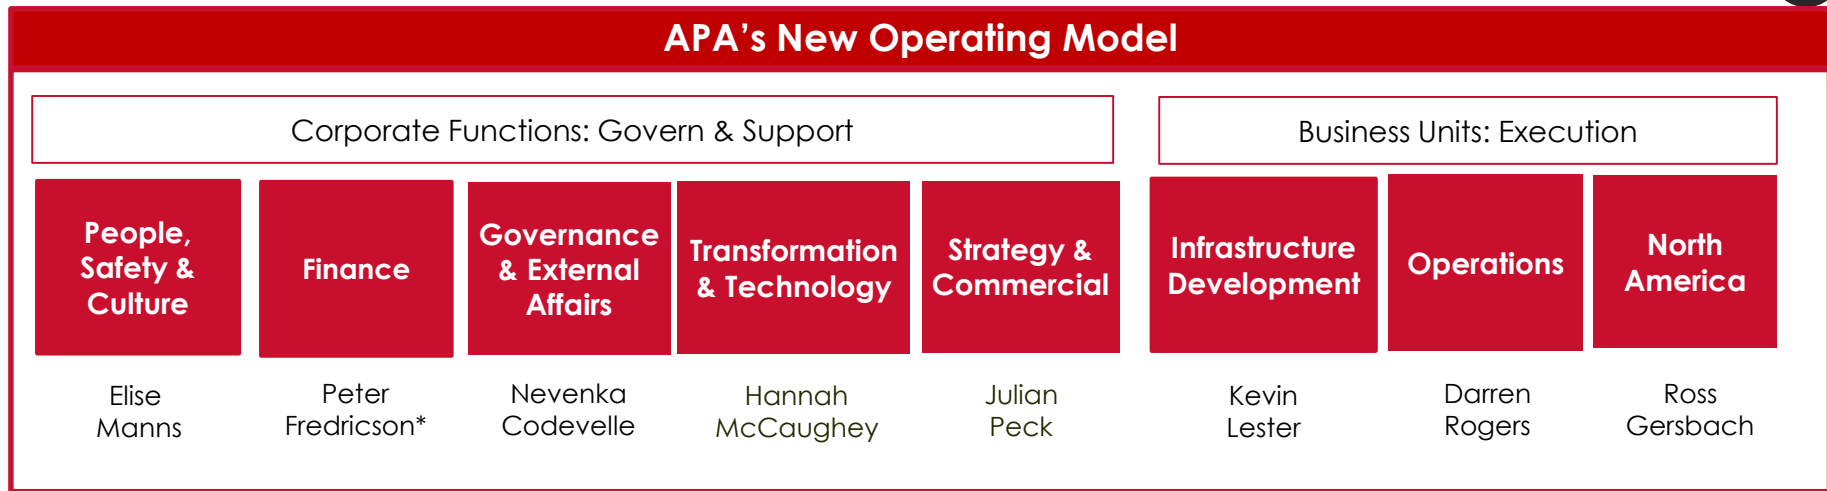 APA’s New Operating Model
Corporate Functions: Govern & Support
Business Units: Execution
People,
Safety &
Culture
Finance
Governance
& External
Affairs
Transformation
& Technology
Strategy &
Commercial
Infrastructure
Development
Operations
North
America
Elise
Manns
Peter
Fredricson*
Nevenka
Codevelle
Hannah
McCaughey
Julian
Peck
Kevin
Lester
Darren
Rogers
Ross
Gersbach